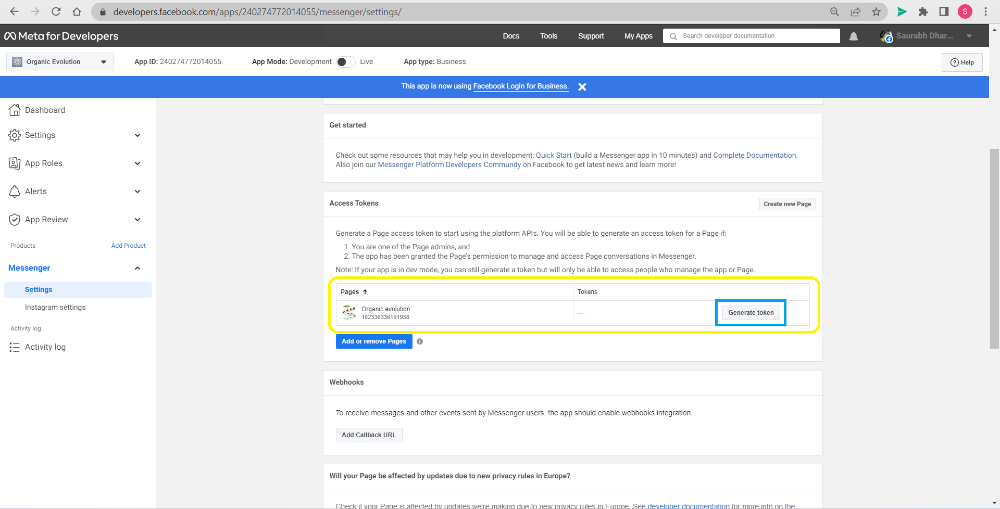 developers.facebook.com/apps/240274772014055/messenger/settings/
S
Meta for Developers
Docs
Tools
Support
My Apps
Search developer documentation
Saurabh Dhar...
Organic Evolution
App ID: 240274772014055
App Mode: Development
Live
App type: Business
Help
This app is now using Facebook Login for Business.
Dashboard
Settings
App Roles
Alerts
App Review
Products
Add Product
Messenger
Settings
Instagram settings
Activity log
Activity log
Get started
Check out some resources that may help you in development: Quick Start (build a Messenger app in 10 minutes) and Complete Documentation.
Also join our Messenger Platform Developers Community on Facebook to get latest news and learn more!
Access Tokens
Create new Page
Generate a Page access token to start using the platform APIs. You will be able to generate an access token for a Page if:
1. You are one of the Page admins, and
2. The app has been granted the Page's permission to manage and access Page conversations in Messenger.
Note: If your app is in dev mode, you can still generate a token but will only be able to access people who manage the app or Page.
Pages
Tokens
Organic evolution
102336336191938
—
Generate token
Add or remove Pages
Webhooks
To receive messages and other events sent by Messenger users, the app should enable webhooks integration.
Add Callback URL
Will your Page be affected by updates due to new privacy rules in Europe?
Check if your Page is affected by updates we're making due to new privacy rules in Europe. See developer documentation for more info on the